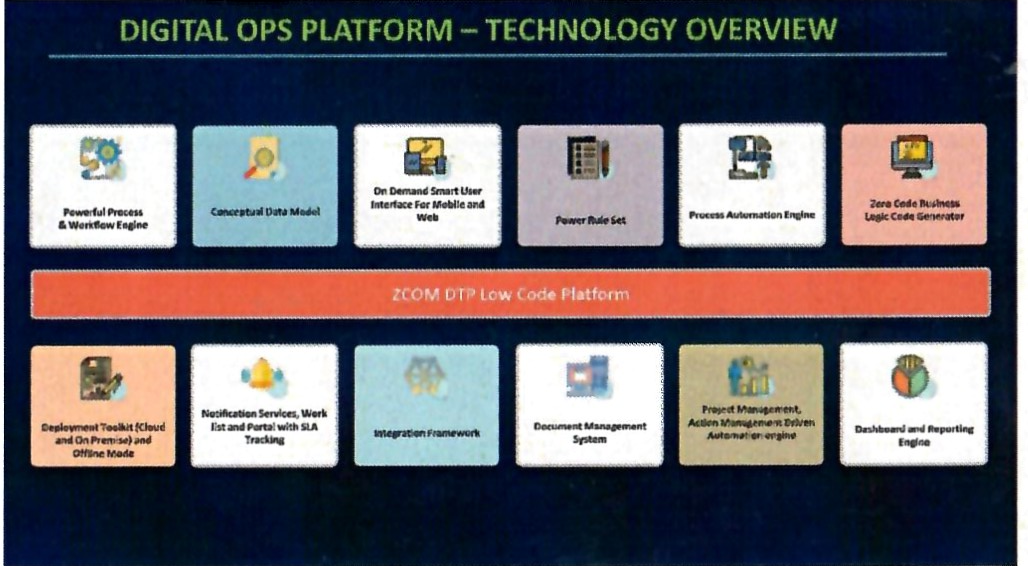 DIGITAL OPS PLATFORM – TECHNOLOGY OVERVIEW
Powerful Process
& Workflow Engine
Conceptual Data Model
On Demand Smart User
Interface For Mobile and
Web
Power Rule Set
Process Automation Engine
Zero Code Business
Logic Code Generator
ZCOM DTP Low Code Platform
Deployment Toolkit (Cloud
and On Premise) and
Offline Mode
Notification Services, Work
list and Portal with SLA
Tracking
Integration Framework
Document Management
System
Project Management,
Action Management Driven
Automation engine
Dashboard and Reporting
Engine